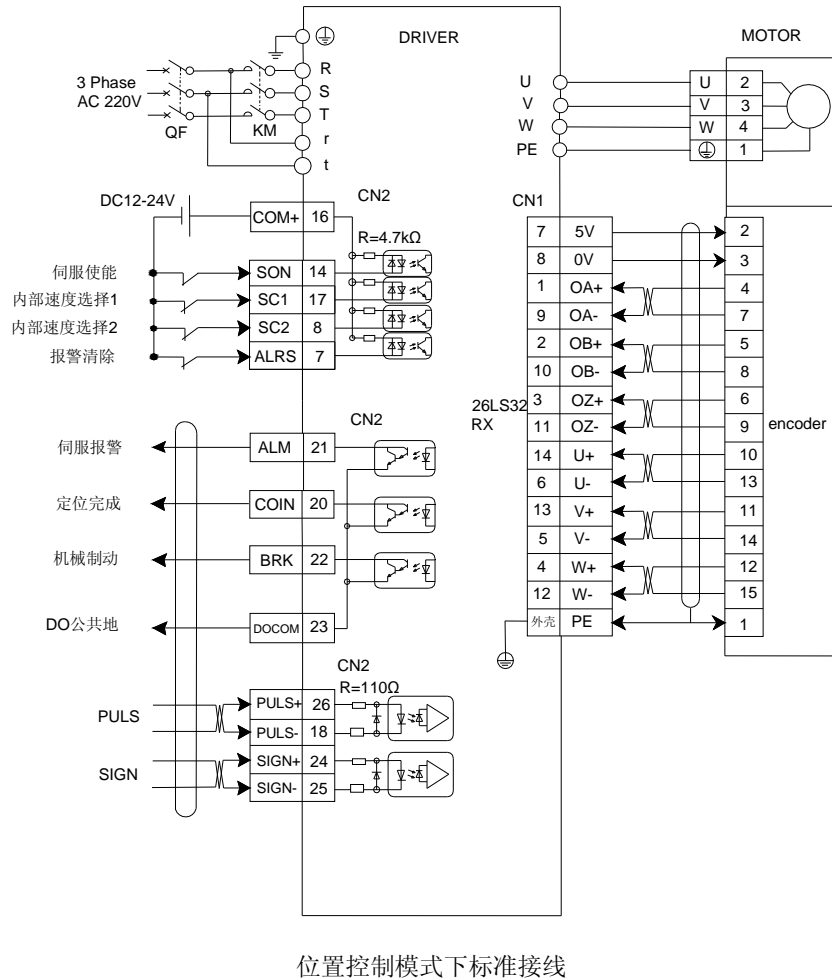 DRIVER
MOTOR
3 Phase
AC 220V
QF
KM
R
S
T
r
t
U
V
W
PE
U 2
V 3
W 4
1
DC12-24V
CN2
COM+ 16
R=4.7kΩ
伺服使能 SON 14
内部速度选择1 SC1 17
内部速度选择2 SC2 8
报警清除 ALRS 7
CN2
伺服报警 ALM 21
定位完成 COIN 20
机械制动 BRK 22
DO公共地 DOCOM 23
CN2
R=110Ω
PULS
PULS+ 26
PULS- 18
SIGN
SIGN+ 24
SIGN- 25
CN1
26LS32
RX
7 5V 2
8 0V 3
1 OA+ 4
9 OA- 7
2 OB+ 5
10 OB- 8
3 OZ+ 6
11 OZ- 9
14 U+ 10
6 U- 13
13 V+ 11
5 V- 14
4 W+ 12
12 W- 15
外壳 PE 1
encoder
位置控制模式下标准接线